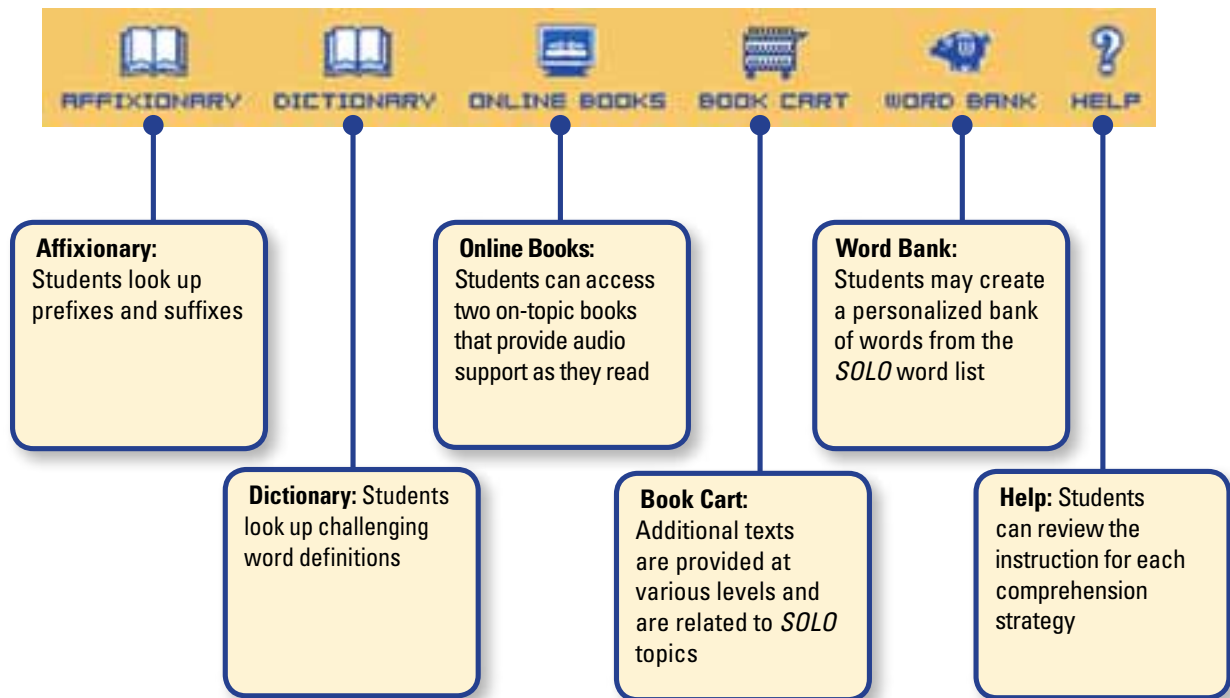 AFFIXIONARY DICTIONARY ONLINE BOOKS BOOK CART WORD BANK HELP
Affixionary:
Students look up
prefixes and suffixes
Online Books:
Students can access
two on-topic books
that provide audio
support as they read
Word Bank:
Students may create
a personalized bank
of words from the
SOLO word list
Dictionary: Students
look up challenging
word definitions
Book Cart:
Additional texts
are provided at
various levels and
are related to SOLO
topics
Help: Students
can review the
instruction for each
comprehension
strategy